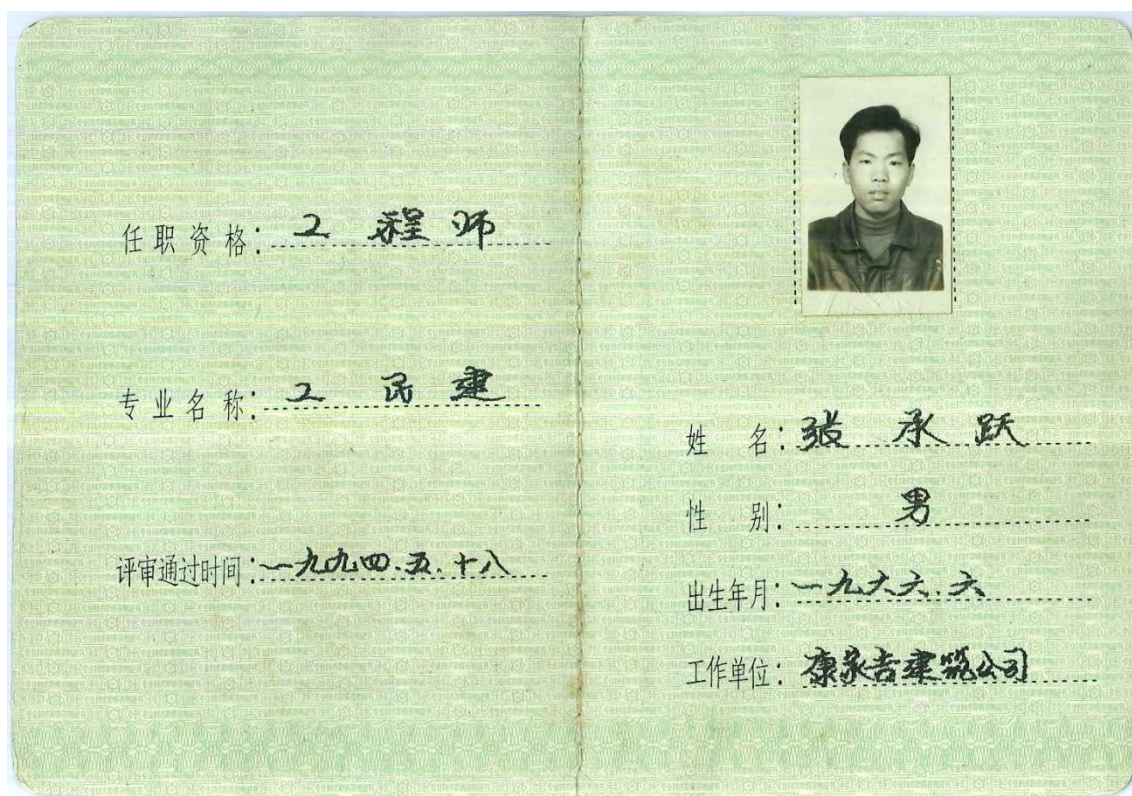 任职资格：工程师
专业名称：工民建
评审通过时间：一九九四.五.十八
姓名：张承跃
性别：男
出生年月：一九六六.六
工作单位：康家吉建筑公司